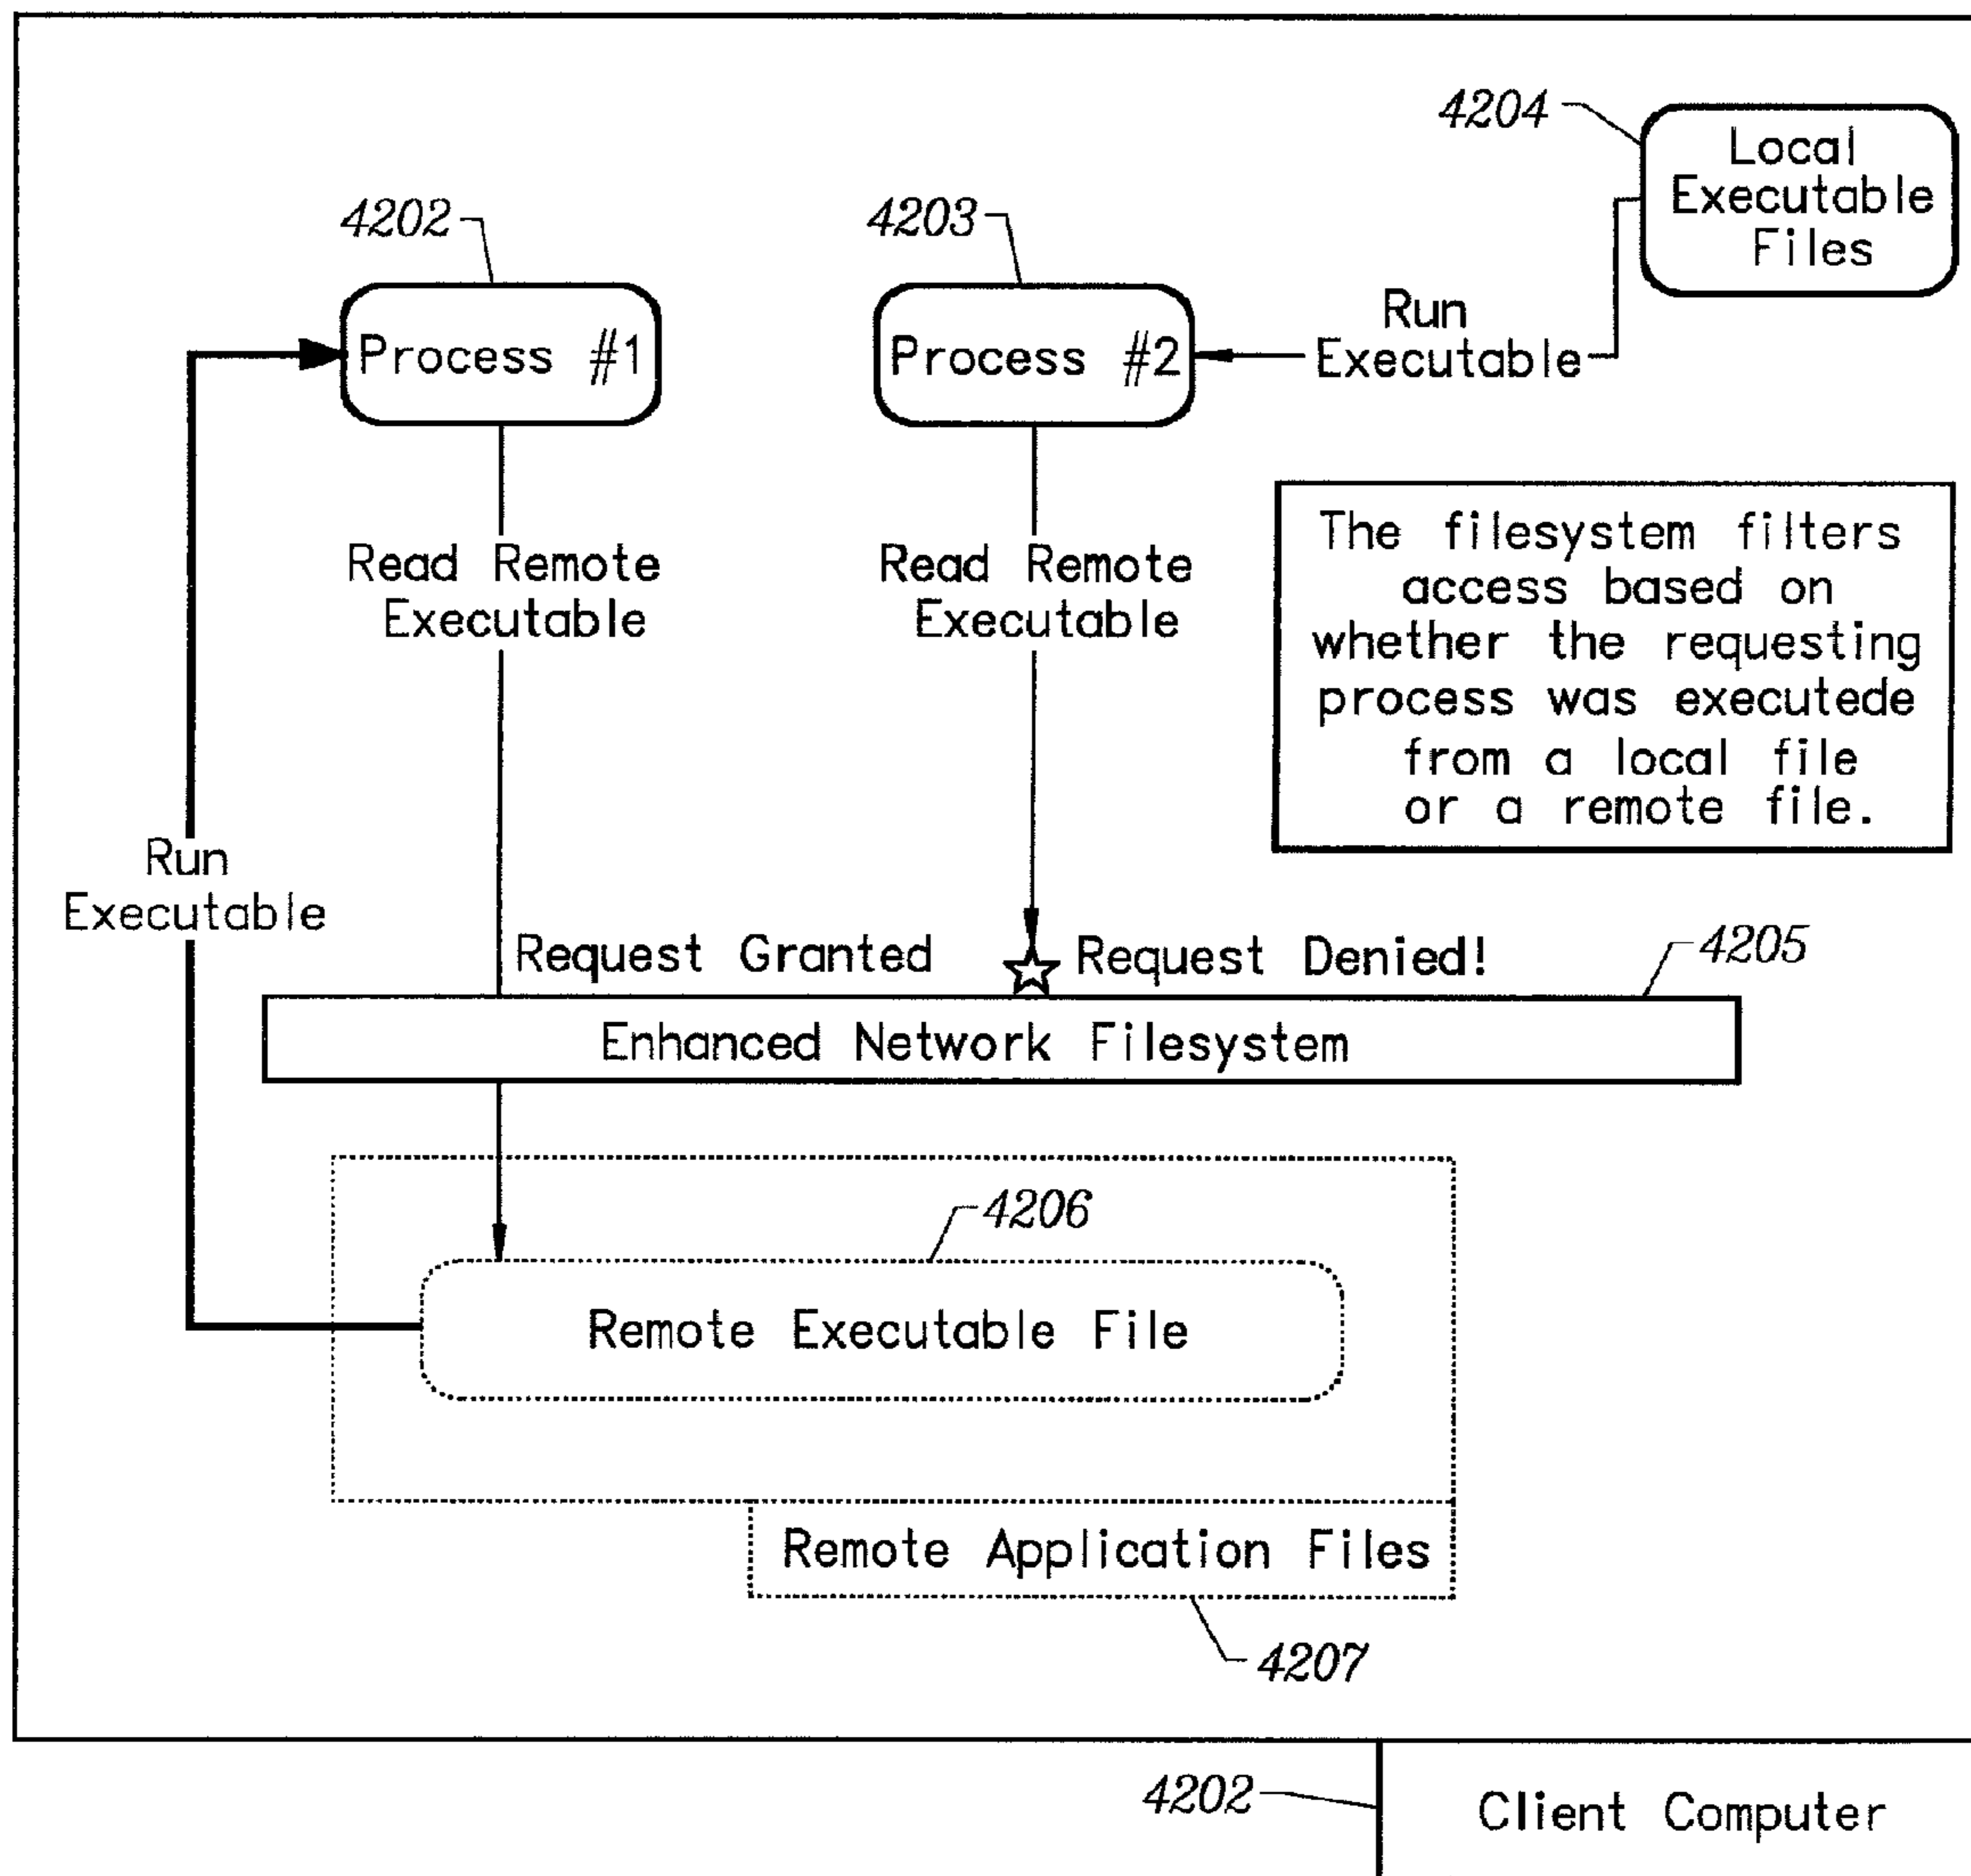 4204
Local
Executable
Files
4202
4203
Process #1
Process #2
Run
Executable
Read Remote
Executable
Read Remote
Executable
The filesystem filters
access based on
whether the requesting
process was executede
from a local file
or a remote file.
Run
Executable
Request Granted
Request Denied!
4205
Enhanced Network Filesystem
4206
Remote Executable File
Remote Application Files
4207
4202
Client Computer